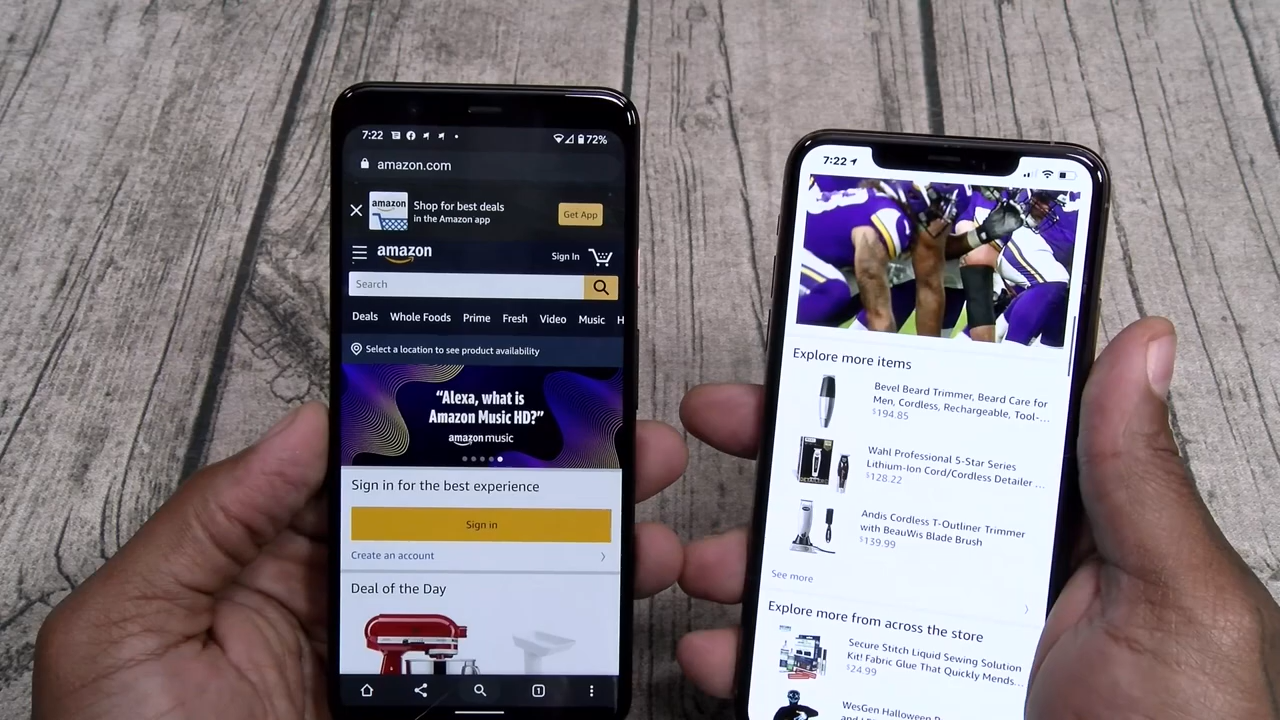 7:22
72%
amazon.com
amazon
Shop for best deals
in the Amazon app
Get App
amazon
Sign In
Search
Deals Whole Foods Prime Fresh Video Music H
Select a location to see product availability
“Alexa, what is
Amazon Music HD?”
amazon music
Sign in for the best experience
Sign in
Create an account
Deal of the Day
1
7:22
Explore more items
Bevel Beard Trimmer, Beard Care for
Men, Cordless, Rechargeable, Tool-...
$194.85
Wahl Professional 5-Star Series
Lithium-Ion Cord/Cordless Detailer ...
$128.22
Andis Cordless T-Outliner Trimmer
with BeauWis Blade Brush
$139.99
See more
Explore more from across the store
Secure Stitch Liquid Sewing Solution
Kit! Fabric Glue That Quickly Mends...
$24.99
WesGen Halloween
and